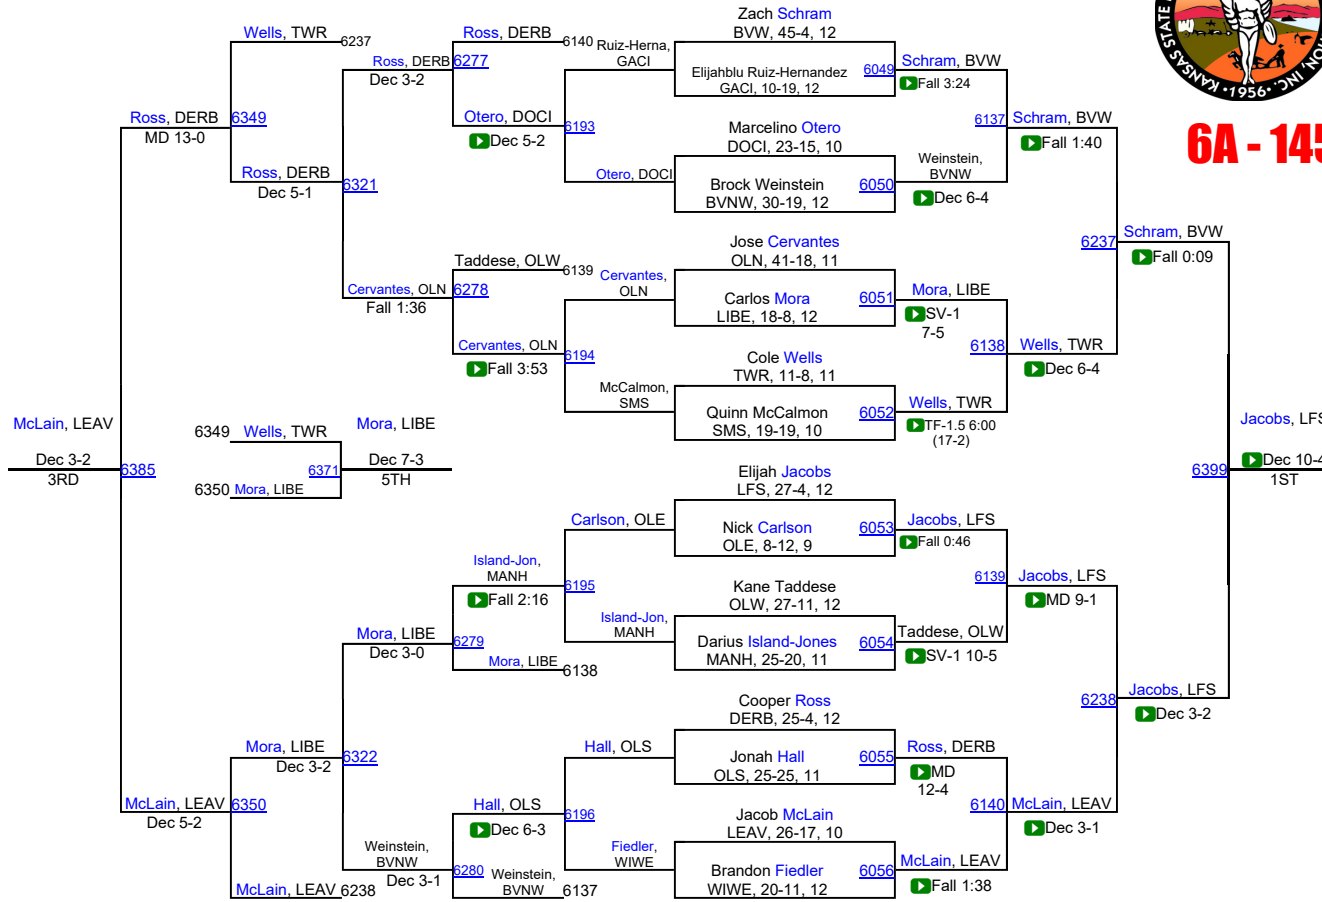 KANSAS STATE
ON, INC.
•1956•
6A - 145
Zach Schram
BVW, 45-4, 12
Elijahblu Ruiz-Hernandez
GACI, 10-19, 12
6049
Marcelino Otero
DOCI, 23-15, 10
Brock Weinstein
BVNW, 30-19, 12
6050
Jose Cervantes
OLN, 41-18, 11
Carlos Mora
LIBE, 18-8, 12
6051
Cole Wells
TWR, 11-8, 11
Quinn McCalmon
SMS, 19-19, 10
6052
Elijah Jacobs
LFS, 27-4, 12
Nick Carlson
OLE, 8-12, 9
6053
Kane Taddese
OLW, 27-11, 12
Darius Island-Jones
MANH, 25-20, 11
6054
Cooper Ross
DERB, 25-4, 12
Jonah Hall
OLS, 25-25, 11
6055
Jacob McLain
LEAV, 26-17, 10
Brandon Fiedler
WIWE, 20-11, 12
6056
Schram, BVW
Fall 3:24
6137
Weinstein,
BVNW
Dec 6-4
Mora, LIBE
SV-1
7-5
6138
Wells, TWR
TF-1.5 6:00
(17-2)
Jacobs, LFS
Fall 0:46
6139
Taddese, OLW
SV-1 10-5
Ross, DERB
MD
12-4
6140
McLain, LEAV
Fall 1:38
Schram, BVW
Fall 1:40
6237
Wells, TWR
Dec 6-4
Jacobs, LFS
MD 9-1
6238
McLain, LEAV
Dec 3-1
Schram, BVW
Fall 0:09
6399
Jacobs, LFS
Dec 3-2
Jacobs, LFS
Dec 10-4
1ST
6140
Ruiz-Herna,
GACI
6193
Otero, DOCI
6139
Cervantes,
OLN
6194
McCalmon,
SMS
Carlson, OLE
6195
Island-Jon,
MANH
6138
Hall, OLS
6196
Fiedler,
WIWE
6137
Ross, DERB
6277
Otero, DOCI
Dec 5-2
Taddese, OLW
6278
Cervantes, OLN
Fall 3:53
Island-Jon,
MANH
Fall 2:16
6279
Mora, LIBE
Hall, OLS
Dec 6-3
6280
Weinstein,
BVNW
6237
Ross, DERB
Dec 3-2
6321
Cervantes, OLN
Fall 1:36
Mora, LIBE
Dec 3-0
6322
Weinstein,
BVNW
Dec 3-1
6238
Wells, TWR
6349
Ross, DERB
Dec 5-1
Mora, LIBE
Dec 3-2
6350
McLain, LEAV
Ross, DERB
MD 13-0
McLain, LEAV
Dec 5-2
6385
McLain, LEAV
Dec 3-2
3RD
6349
Wells, TWR
6371
6350
Mora, LIBE
Mora, LIBE
Dec 7-3
5TH